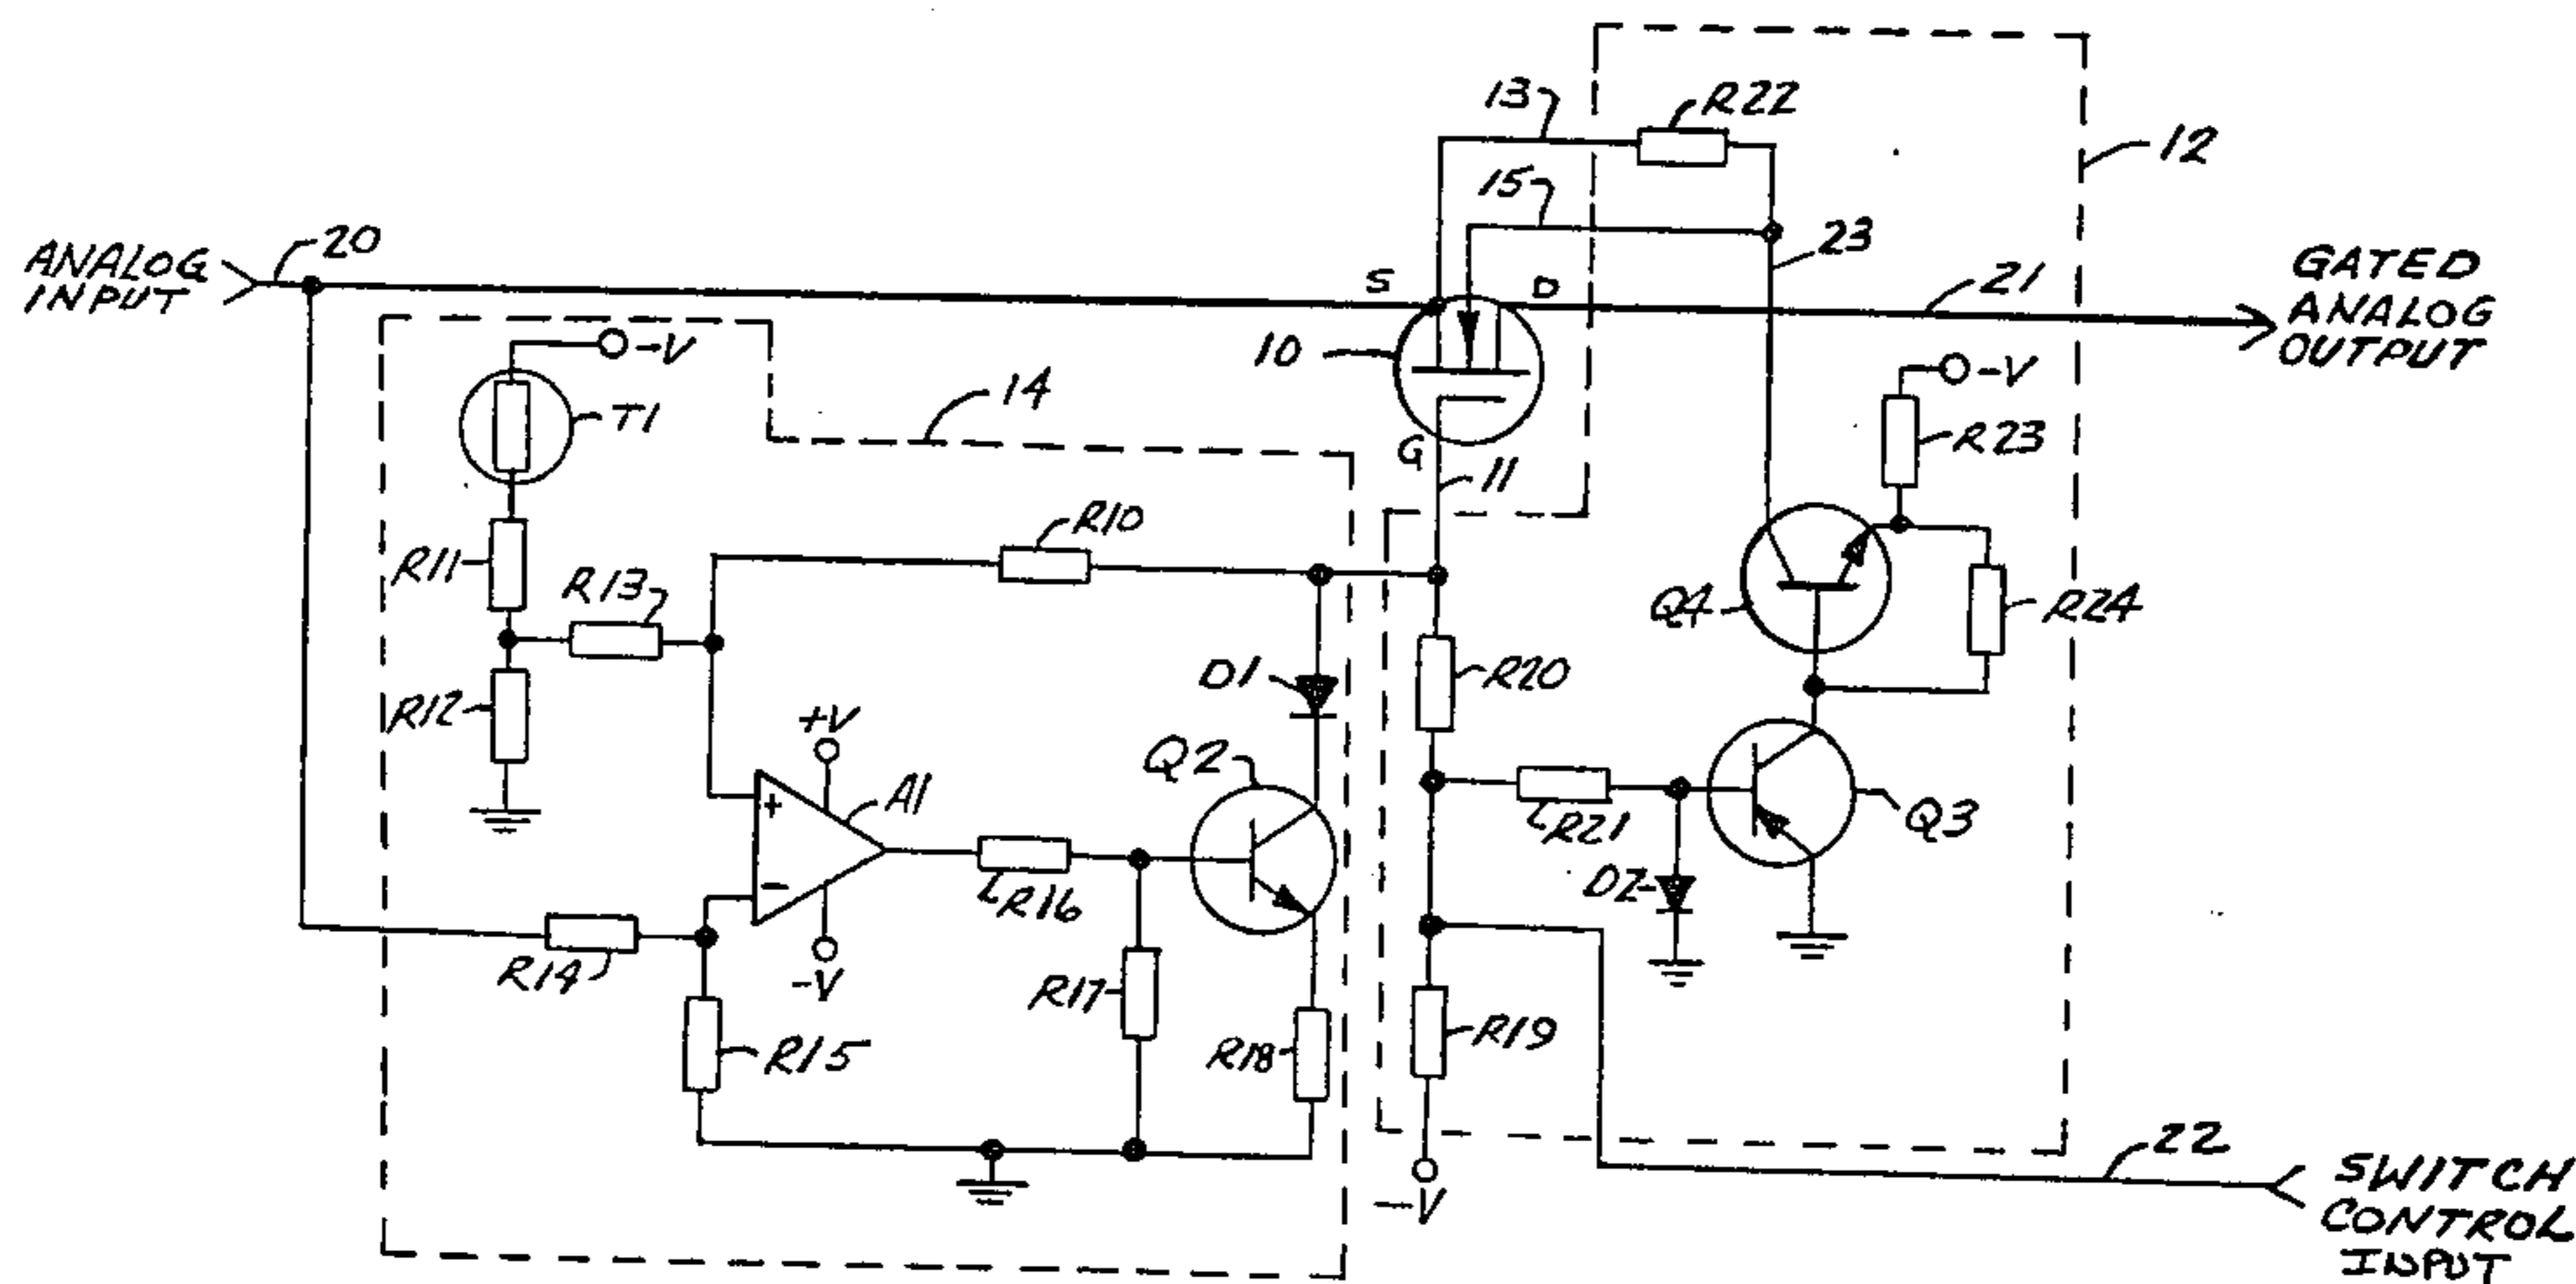 13
R22
12
15
ANALOG
INPUT
20
23
S
D
21
GATED
ANALOG
OUTPUT
-V
10
-V
T1
14
R23
G
11
R10
R11
R13
Q4
R24
D1
R20
R12
+V
Q2
+
A1
Q3
R21
-
R16
D2
R14
-V
R17
R15
R18
R19
22
-V
SWITCH
CONTROL
INPUT